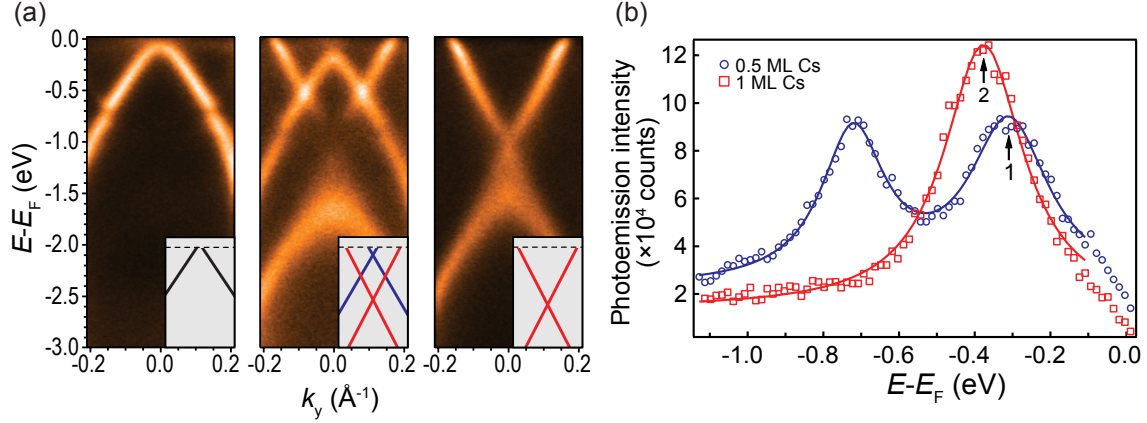 (a)
0.0
-0.5
-1.0
-1.5
-2.0
-2.5
-3.0
E-E_F (eV)
-0.2 0.0 0.2
-0.2 0.0 0.2
-0.2 0.0 0.2
k_y (Å⁻¹)
(b)
Photoemission intensity
(×10⁴ counts)
12
10
8
6
4
2
0.5 ML Cs
1 ML Cs
2
1
-1.0 -0.8 -0.6 -0.4 -0.2 0.0
E-E_F (eV)